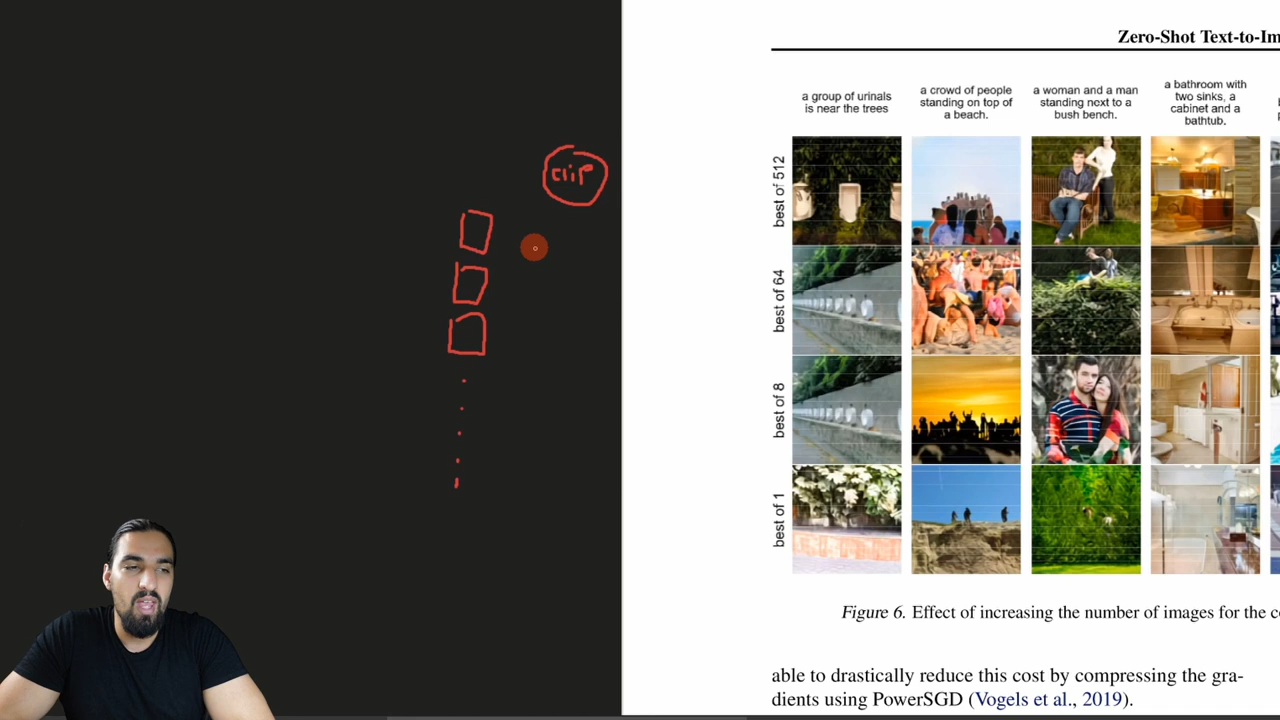 CLIP
Zero-Shot Text-to-Im
a group of urinals
is near the trees
a crowd of people
standing on top of
a beach.
a woman and a man
standing next to a
bush bench.
a bathroom with
two sinks, a
cabinet and a
bathtub.
best of 512
best of 64
best of 8
best of 1
Figure 6. Effect of increasing the number of images for the c
able to drastically reduce this cost by compressing the gra-
dients using PowerSGD (Vogels et al., 2019).